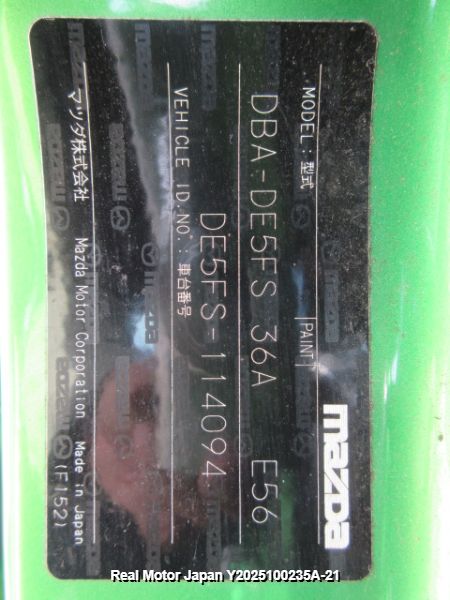 mazda
MODEL : 型式 PAINT
DBA-DE5FS 36A E56
VEHICLE ID.NO. : 車台番号
DE5FS-114094
マツダ株式会社 Mazda Motor Corporation Made in Japan
(F152)
Real Motor Japan Y2025100235A-21